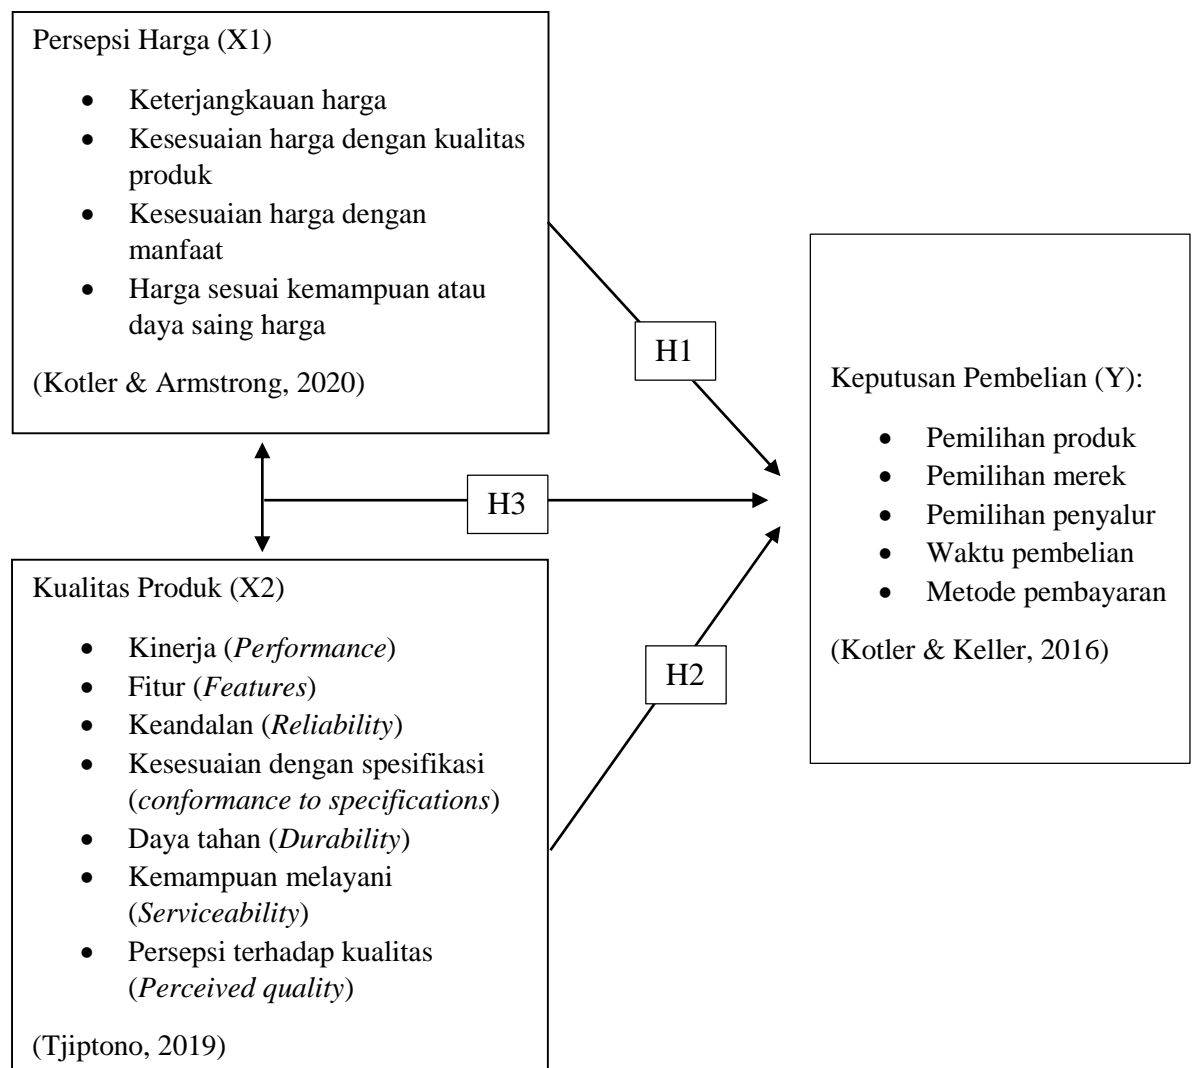 Persepsi Harga (X1)
• Keterjangkauan harga
• Kesesuaian harga dengan kualitas
produk
• Kesesuaian harga dengan
manfaat
• Harga sesuai kemampuan atau
daya saing harga
(Kotler & Armstrong, 2020)
H1
H3
Kualitas Produk (X2)
• Kinerja (Performance)
• Fitur (Features)
• Keandalan (Reliability)
• Kesesuaian dengan spesifikasi
(conformance to specifications)
• Daya tahan (Durability)
• Kemampuan melayani
(Serviceability)
• Persepsi terhadap kualitas
(Perceived quality)
(Tjiptono, 2019)
H2
Keputusan Pembelian (Y):
• Pemilihan produk
• Pemilihan merek
• Pemilihan penyalur
• Waktu pembelian
• Metode pembayaran
(Kotler & Keller, 2016)